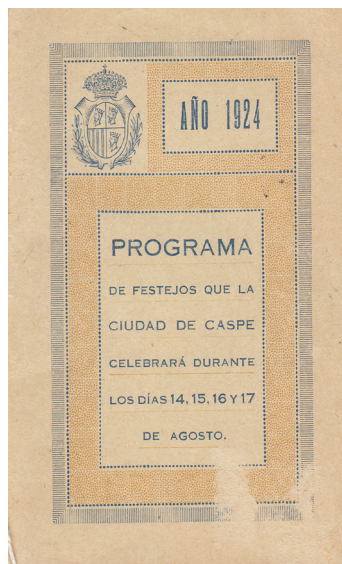 AÑO 1924
PROGRAMA
DE FESTEJOS QUE LA
CIUDAD DE CASPE
CELEBRARÁ DURANTE
LOS DÍAS 14, 15, 16 Y 17
DE AGOSTO.